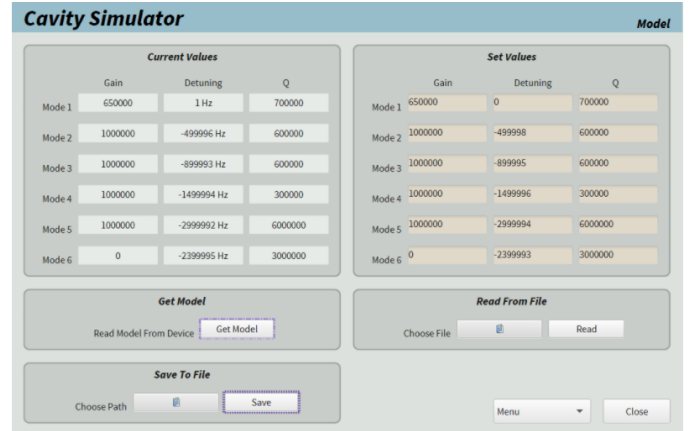 Cavity Simulator
Model
Current Values
Gain Detuning Q
Mode 1 650000 1 Hz 700000
Mode 2 1000000 -499996 Hz 600000
Mode 3 1000000 -899993 Hz 600000
Mode 4 1000000 -1499994 Hz 300000
Mode 5 1000000 -2999992 Hz 6000000
Mode 6 0 -2399995 Hz 3000000
Set Values
Gain Detuning Q
Mode 1 650000 0 700000
Mode 2 1000000 -499998 600000
Mode 3 1000000 -899995 600000
Mode 4 1000000 -1499996 300000
Mode 5 1000000 -2999994 6000000
Mode 6 0 -2399993 3000000
Get Model
Read Model From Device Get Model
Read From File
Choose File Read
Save To File
Choose Path Save
Menu Close